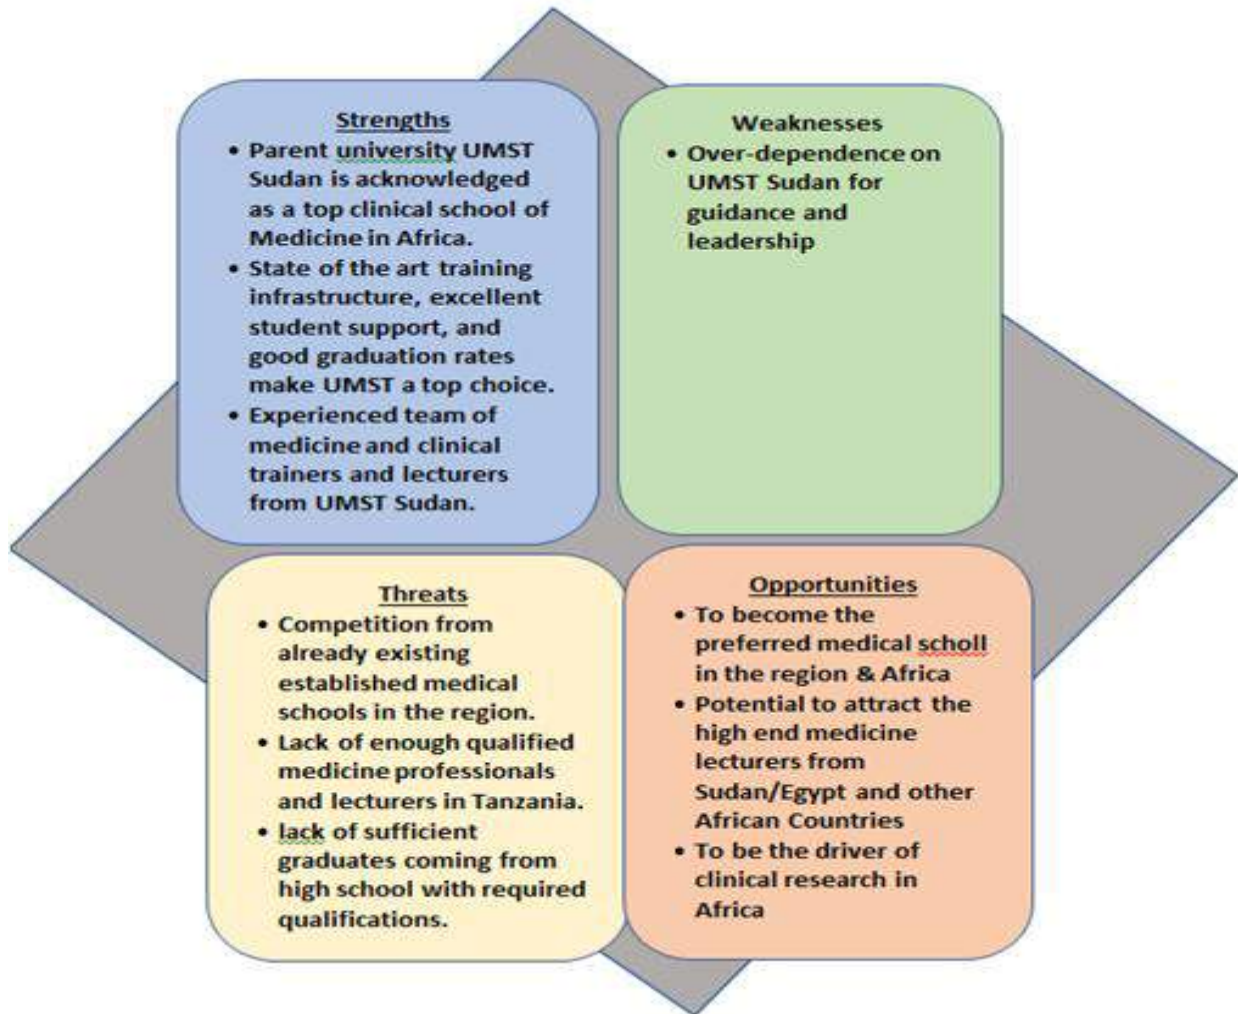 Strengths
• Parent university UMST
Sudan is acknowledged
as a top clinical school of
Medicine in Africa.
• State of the art training
infrastructure, excellent
student support, and
good graduation rates
make UMST a top choice.
• Experienced team of
medicine and clinical
trainers and lecturers
from UMST Sudan.
Weaknesses
• Over-dependence on
UMST Sudan for
guidance and
leadership
Threats
• Competition from
already existing
established medical
schools in the region.
• Lack of enough qualified
medicine professionals
and lecturers in Tanzania.
• lack of sufficient
graduates coming from
high school with required
qualifications.
Opportunities
• To become the
preferred medical scholl
in the region & Africa
• Potential to attract the
high end medicine
lecturers from
Sudan/Egypt and other
African Countries
• To be the driver of
clinical research in
Africa